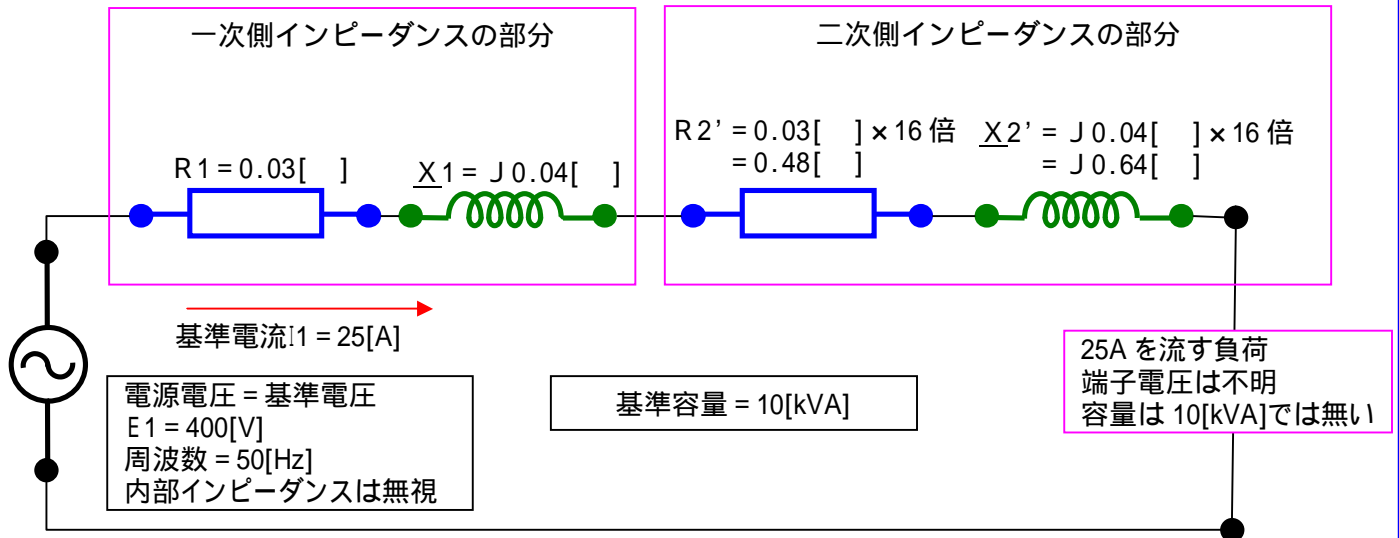 一次側インピーダンスの部分
二次側インピーダンスの部分
R1=0.03[ ]
X1=J0.04[ ]
R2'=0.03[ ]×16倍
=0.48[ ]
X2'=J0.04[ ]×16倍
=J0.64[ ]
基準電流I1=25[A]
電源電圧=基準電圧
E1=400[V]
周波数=50[Hz]
内部インピーダンスは無視
基準容量=10[kVA]
25Aを流す負荷
端子電圧は不明
容量は10[kVA]では無い